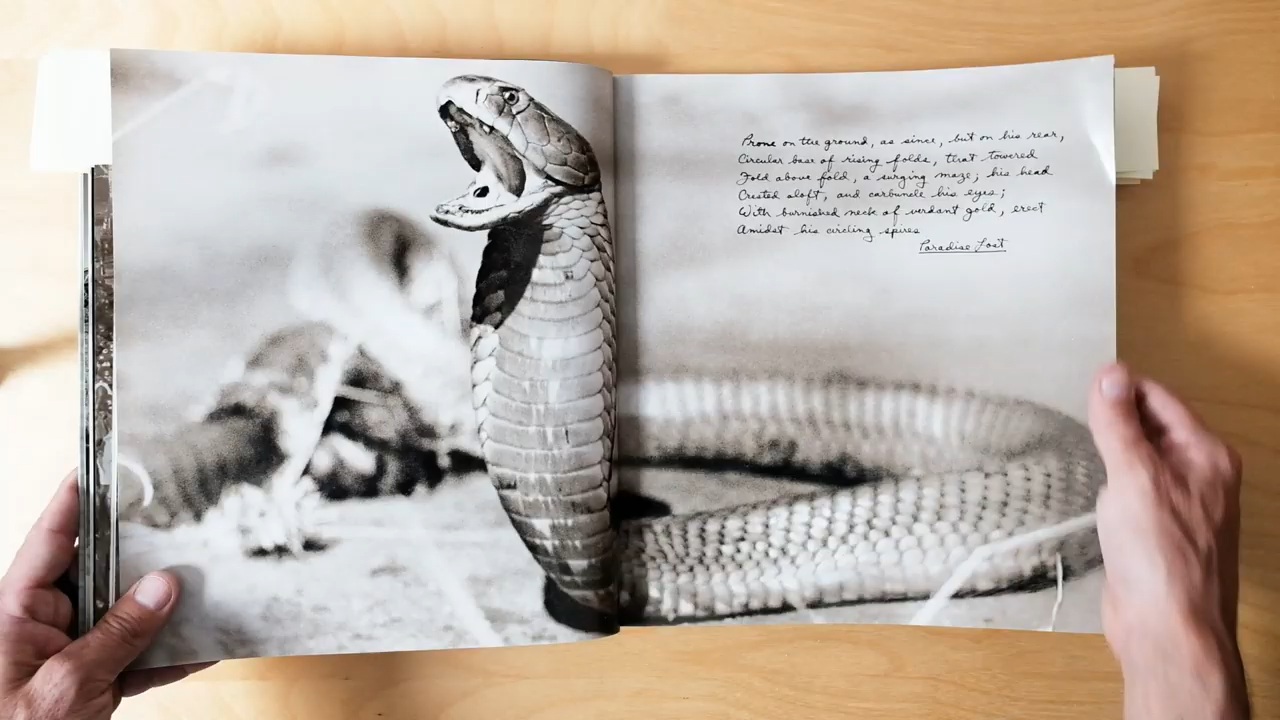 Prone on the ground, as since, but on his rear,
Circular base of rising folds, that towered
Fold above fold, a surging maze; his head
Crested aloft, and carbuncle his eyes;
With burnished neck of verdant gold, erect
Amidst his circling spires
Paradise Lost